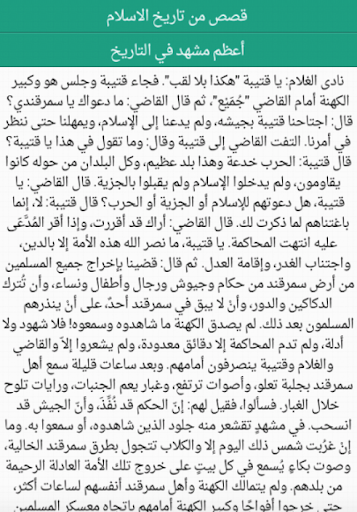 قصص من تاريخ الاسلام
أعظم مشهد في التاريخ
نادى الغلام: يا قتيبة "هكذا بلا لقب". فجاء قتيبة وجلس هو وكبير
الكهنة أمام القاضي "جُمَيْع"، ثم قال القاضي: ما دعواك يا سمرقندي؟
قال: اجتاحنا قتيبة بجيشه، ولم يدعنا إلى الإسلام، ويمهلنا حتى ننظر
في أمرنا. التفت القاضي إلى قتيبة وقال: وما تقول في هذا يا قتيبة؟
قال قتيبة: الحرب خدعة وهذا بلد عظيم، وكل البلدان من حوله كانوا
يقاومون، ولم يدخلوا الإسلام ولم يقبلوا بالجزية. قال القاضي: يا
قتيبة، هل دعوتهم للإسلام أو الجزية أو الحرب؟ قال قتيبة: لا، إنما
باغتناهم لما ذكرت لك. قال القاضي: أراك قد أقررت، وإذا أقر المُدَّعَى
عليه انتهت المحاكمة. يا قتيبة، ما نصر الله هذه الأمة إلا بالدين،
واجتناب الغدر، وإقامة العدل. ثم قال: قضينا بإخراج جميع المسلمين
من أرض سمرقند من حكام وجيوش ورجال وأطفال ونساء، وأن تُترك
الدكاكين والدور، وأنْ لا يبق في سمرقند أحدٌ، على أنْ ينذرهم
المسلمون بعد ذلك. لم يصدق الكهنة ما شاهدوه وسمعوه! فلا شهود ولا
أدلة، ولم تدم المحاكمة إلا دقائق معدودة، ولم يشعروا إلاّ والقاضي
والغلام وقتيبة ينصرفون أمامهم. وبعد ساعات قليلة سمع أهل
سمرقند بجلبة تعلو، وأصوات ترتفع، وغبار يعم الجنبات، ورايات تلوح
خلال الغبار. فسألوا، فقيل لهم: إنّ الحكم قد نُفّذَ، وأنّ الجيش قد
انسحب. في مشهدٍ تقشعر منه جلود الذين شاهدوه، أو سمعوا به. وما
إنْ غرُبت شمس ذلك اليوم إلا والكلاب تتجول بطرق سمرقند الخالية،
وصوت بكاءٍ يُسمع في كل بيتٍ على خروج تلك الأمة العادلة الرحيمة
من بلدهم. ولم يتمالك الكهنة وأهل سمرقند أنفسهم لساعات أكثر،
حتى خرجوا أفواجًا وكبير الكهنة أمامهم باتجاه معسكر المسلمين